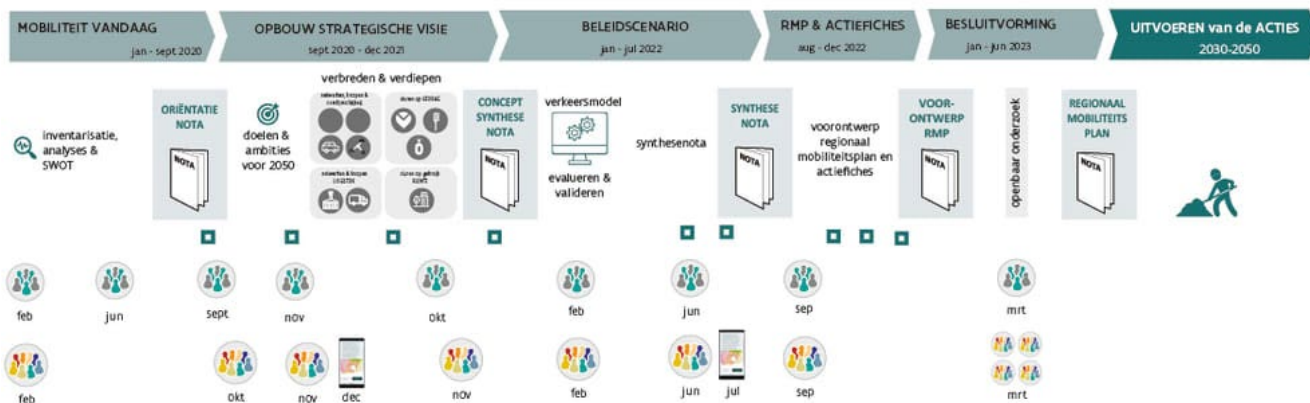 MOBILITEIT VANDAAG
jan - sept 2020
OPBOUW STRATEGISCHE VISIE
sept 2020 - dec 2021
BELEIDSCENARIO
jan - jul 2022
RMP & ACTIEFICHES
aug - dec 2022
BESLUITVORMING
jan - jun 2023
UITVOEREN van de ACTIES
2030-2050
inventarisatie,
analyses &
SWOT
ORIËNTATIE
NOTA
NOTA
doelen &
ambities
voor 2050
verbreden & verdiepen
CONCEPT
SYNTHESE
NOTA
NOTA
verkeersmodel
evalueren &
valideren
synthesenota
SYNTHESE
NOTA
NOTA
voorontwerp
regionaal
mobiliteitsplan en
actiefiches
VOOR-
ONTWERP
RMP
NOTA
openbaar onderzoek
REGIONAAL
MOBILITEITS
PLAN
NOTA
feb
jun
sept
nov
okt
feb
jun
sep
mrt
feb
okt
nov
dec
nov
feb
jun
jul
sep
mrt